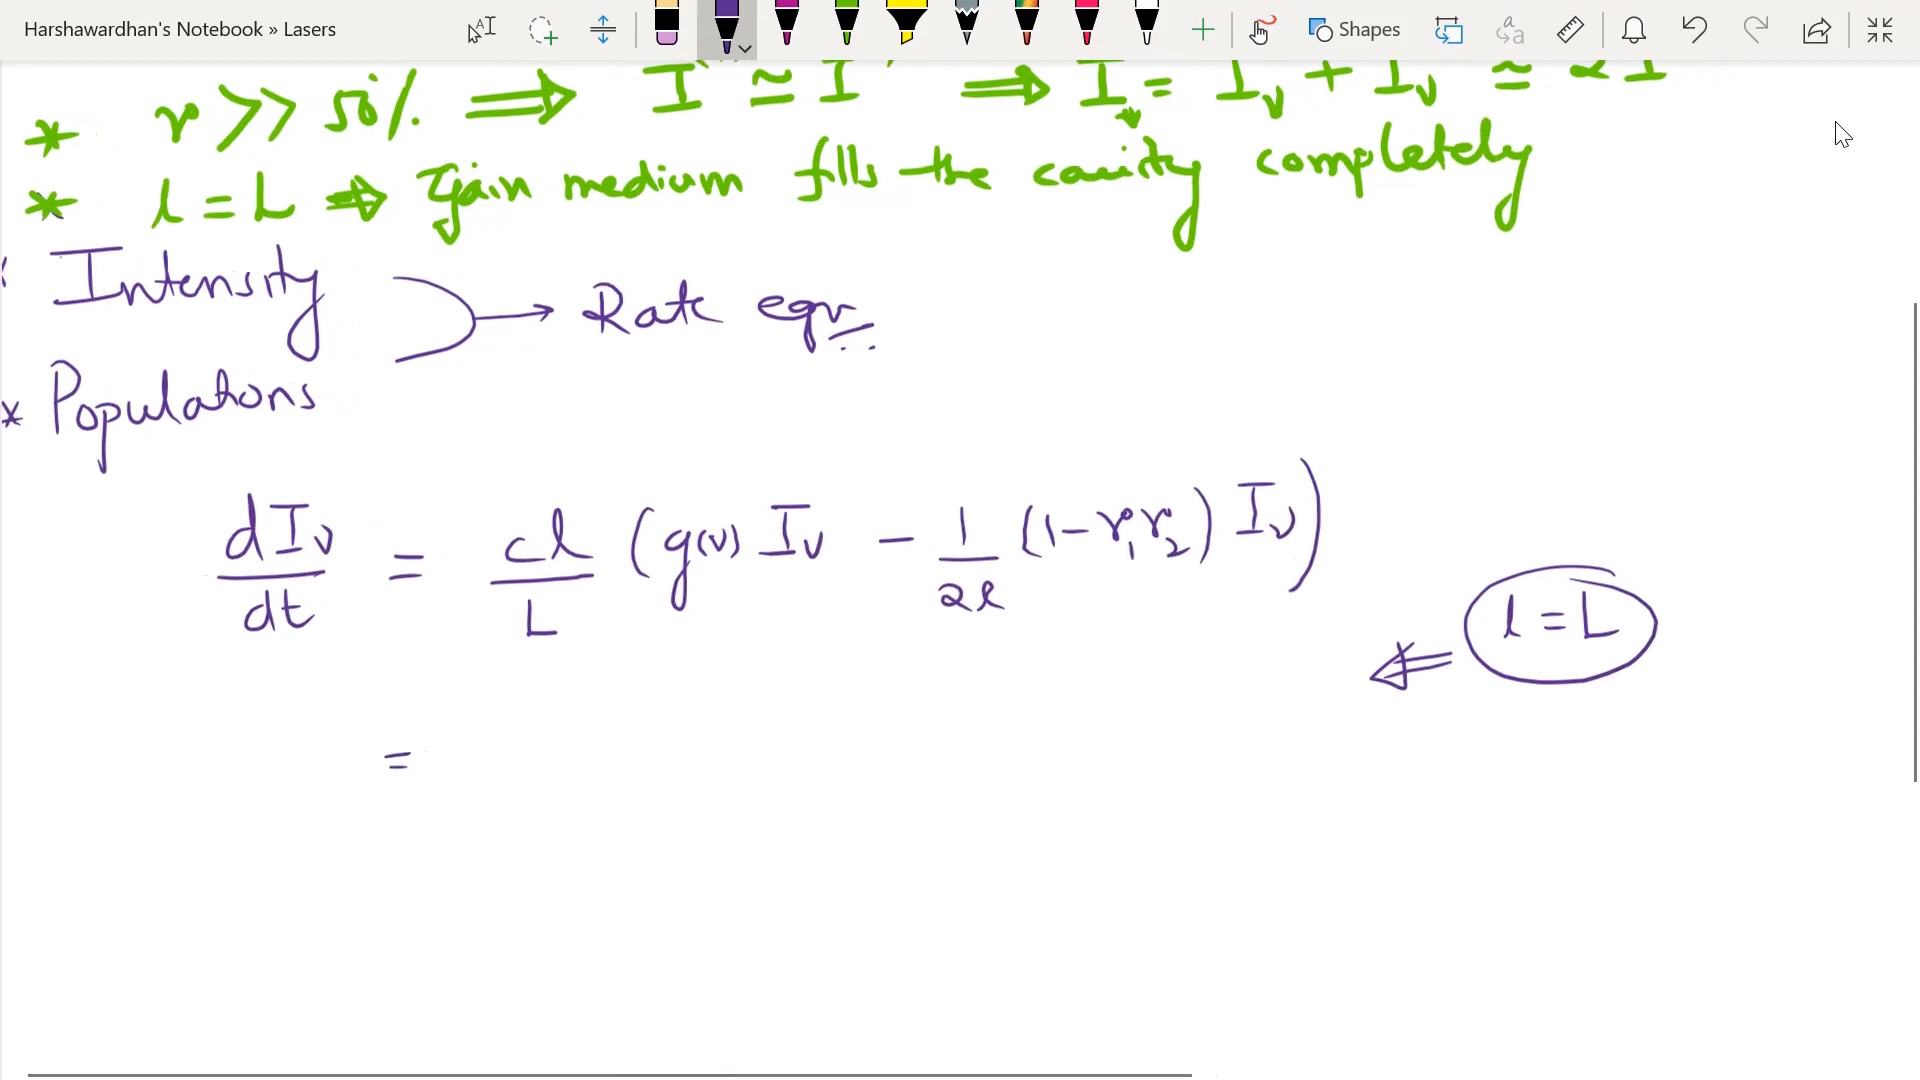 Harshawardhan's Notebook » Lasers
Shapes
* r >> 50% ⟹ I ≃ I ⟹ I_ν = I_ν + I_ν ≃ 2I
* l = L ⇒ gain medium fills the cavity completely
* Intensity
→ Rate eqn
* Populations
dI_ν/dt = cl/L (g(ν) I_ν - 1/2l (1 - r₁r₂) I_ν)
⇐ l = L
=